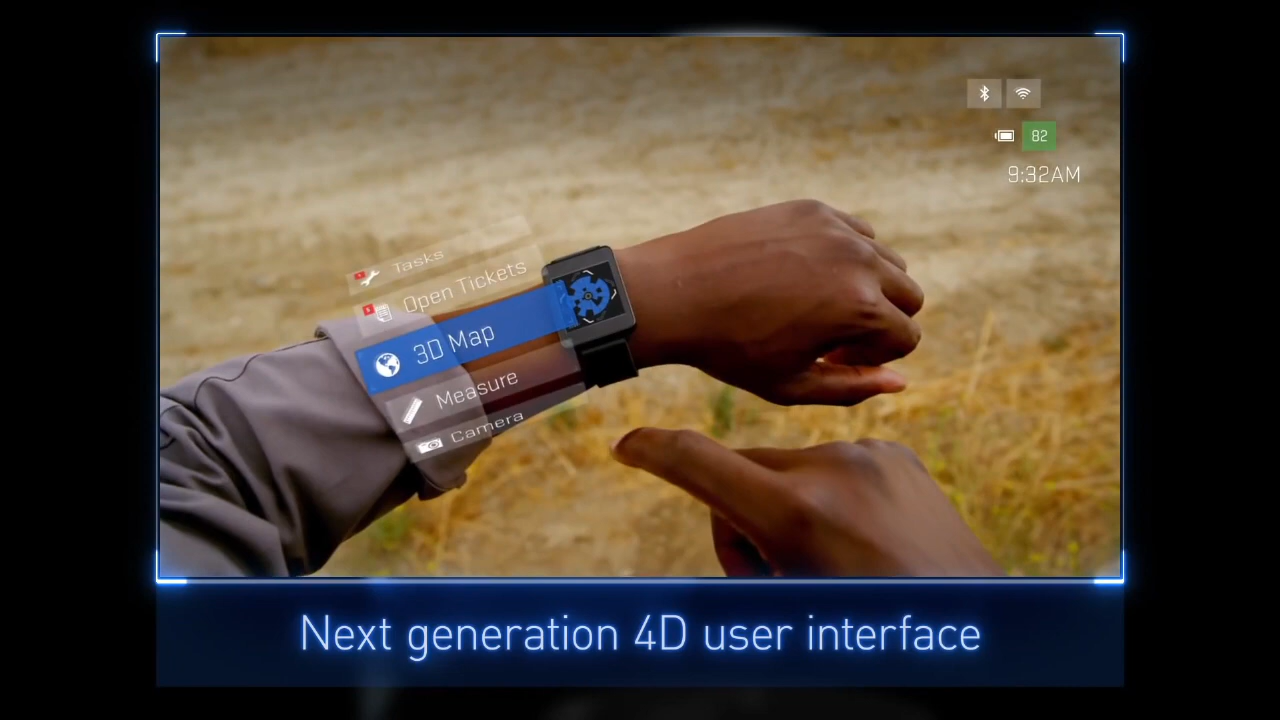 82
9:32AM
Tasks
Open Tickets
3D Map
Measure
Camera
Next generation 4D user interface